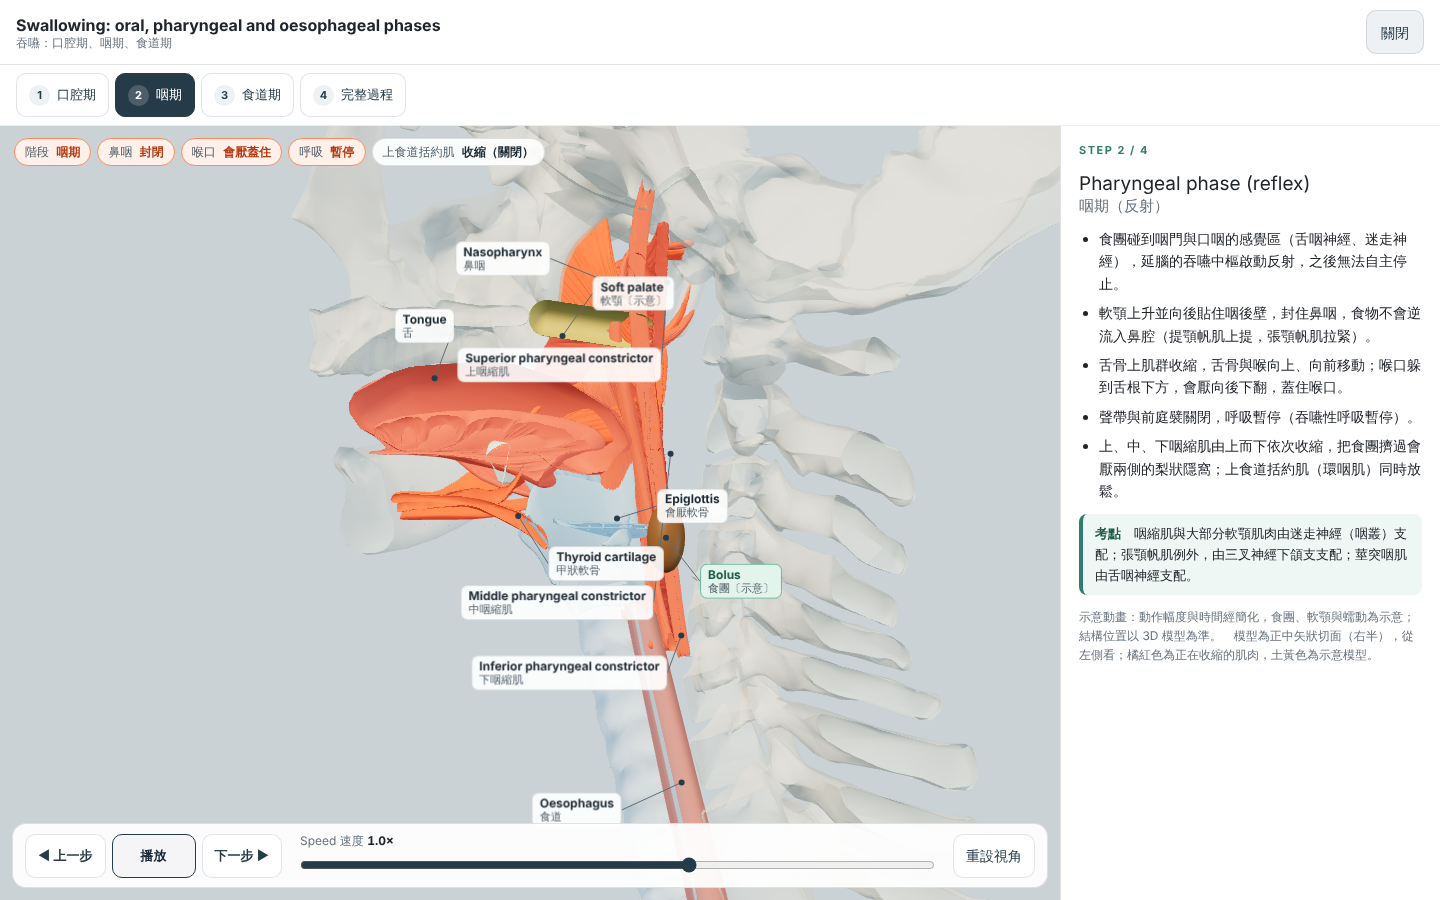 Swallowing: oral, pharyngeal and oesophageal phases
吞嚥：口腔期、咽期、食道期
關閉
1 口腔期
2 咽期
3 食道期
4 完整過程
階段 咽期
鼻咽 封閉
喉口 會厭蓋住
呼吸 暫停
上食道括約肌 收縮（關閉）
Nasopharynx
鼻咽
Soft palate
軟顎〔示意〕
Tongue
舌
Superior pharyngeal constrictor
上咽縮肌
Epiglottis
會厭軟骨
Thyroid cartilage
甲狀軟骨
Bolus
食團〔示意〕
Middle pharyngeal constrictor
中咽縮肌
Inferior pharyngeal constrictor
下咽縮肌
Oesophagus
食道
◀ 上一步
播放
下一步 ▶
Speed 速度 1.0×
重設視角
STEP 2 / 4
Pharyngeal phase (reflex)
咽期（反射）
• 食團碰到咽門與口咽的感覺區（舌咽神經、迷走神
經），延腦的吞嚥中樞啟動反射，之後無法自主停
止。
• 軟顎上升並向後貼住咽後壁，封住鼻咽，食物不會逆
流入鼻腔（提顎帆肌上提，張顎帆肌拉緊）。
• 舌骨上肌群收縮，舌骨與喉向上、向前移動；喉口躲
到舌根下方，會厭向後下翻，蓋住喉口。
• 聲帶與前庭襞關閉，呼吸暫停（吞嚥性呼吸暫停）。
• 上、中、下咽縮肌由上而下依次收縮，把食團擠過會
厭兩側的梨狀隱窩；上食道括約肌（環咽肌）同時放
鬆。
考點 咽縮肌與大部分軟顎肌肉由迷走神經（咽叢）支
配；張顎帆肌例外，由三叉神經下頜支支配；莖突咽肌
由舌咽神經支配。
示意動畫：動作幅度與時間經簡化，食團、軟顎與蠕動為示意；
結構位置以 3D 模型為準。 模型為正中矢狀切面（右半），從
左側看；橘紅色為正在收縮的肌肉，土黃色為示意模型。